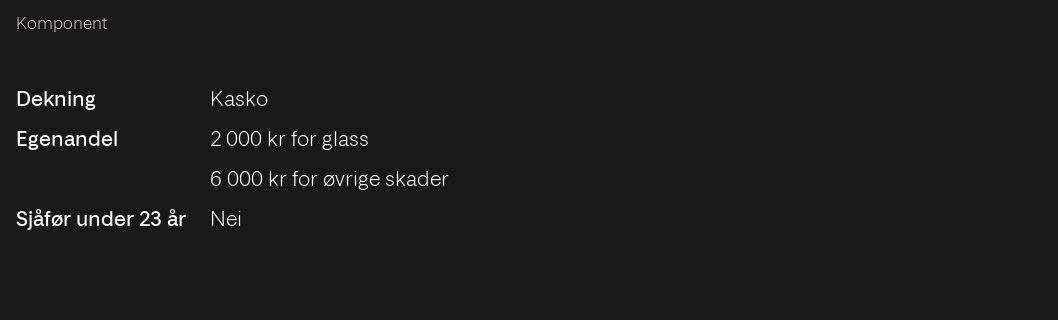 Komponent
Dekning Kasko
Egenandel 2 000 kr for glass
6 000 kr for øvrige skader
Sjåfør under 23 år Nei